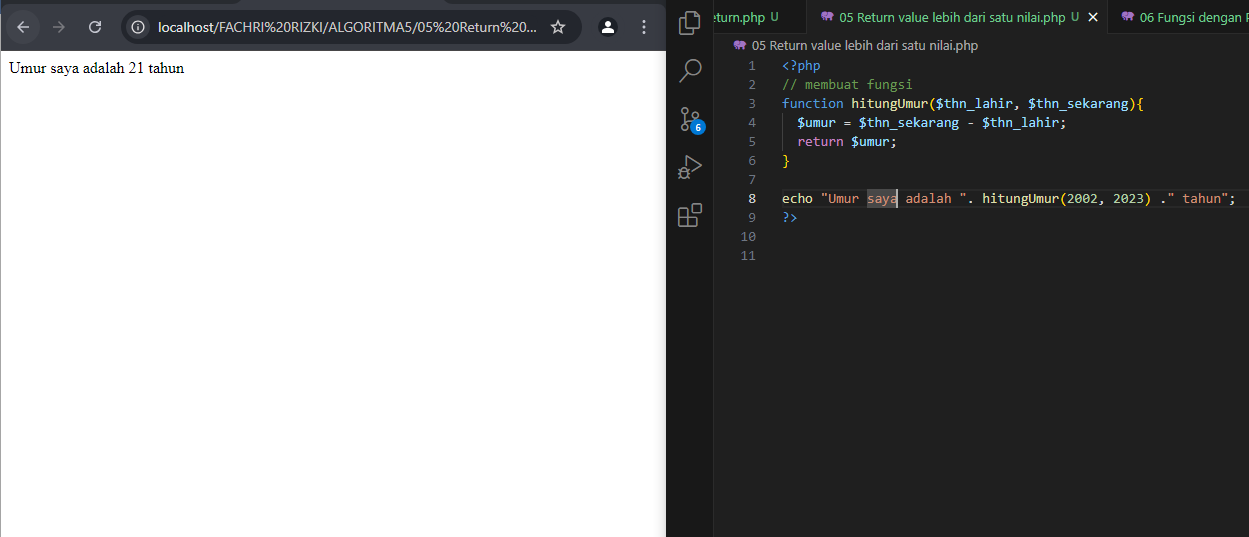 localhost/FACHRI%20RIZKI/ALGORITMA5/05%20Return%20...
Umur saya adalah 21 tahun
eturn.php U
05 Return value lebih dari satu nilai.php U
06 Fungsi dengan
05 Return value lebih dari satu nilai.php
6
1 <?php
2 // membuat fungsi
3 function hitungUmur($thn_lahir, $thn_sekarang){
4 $umur = $thn_sekarang - $thn_lahir;
5 return $umur;
6 }
7
8 echo "Umur saya adalah ". hitungUmur(2002, 2023) ." tahun";
9 ?>
10
11